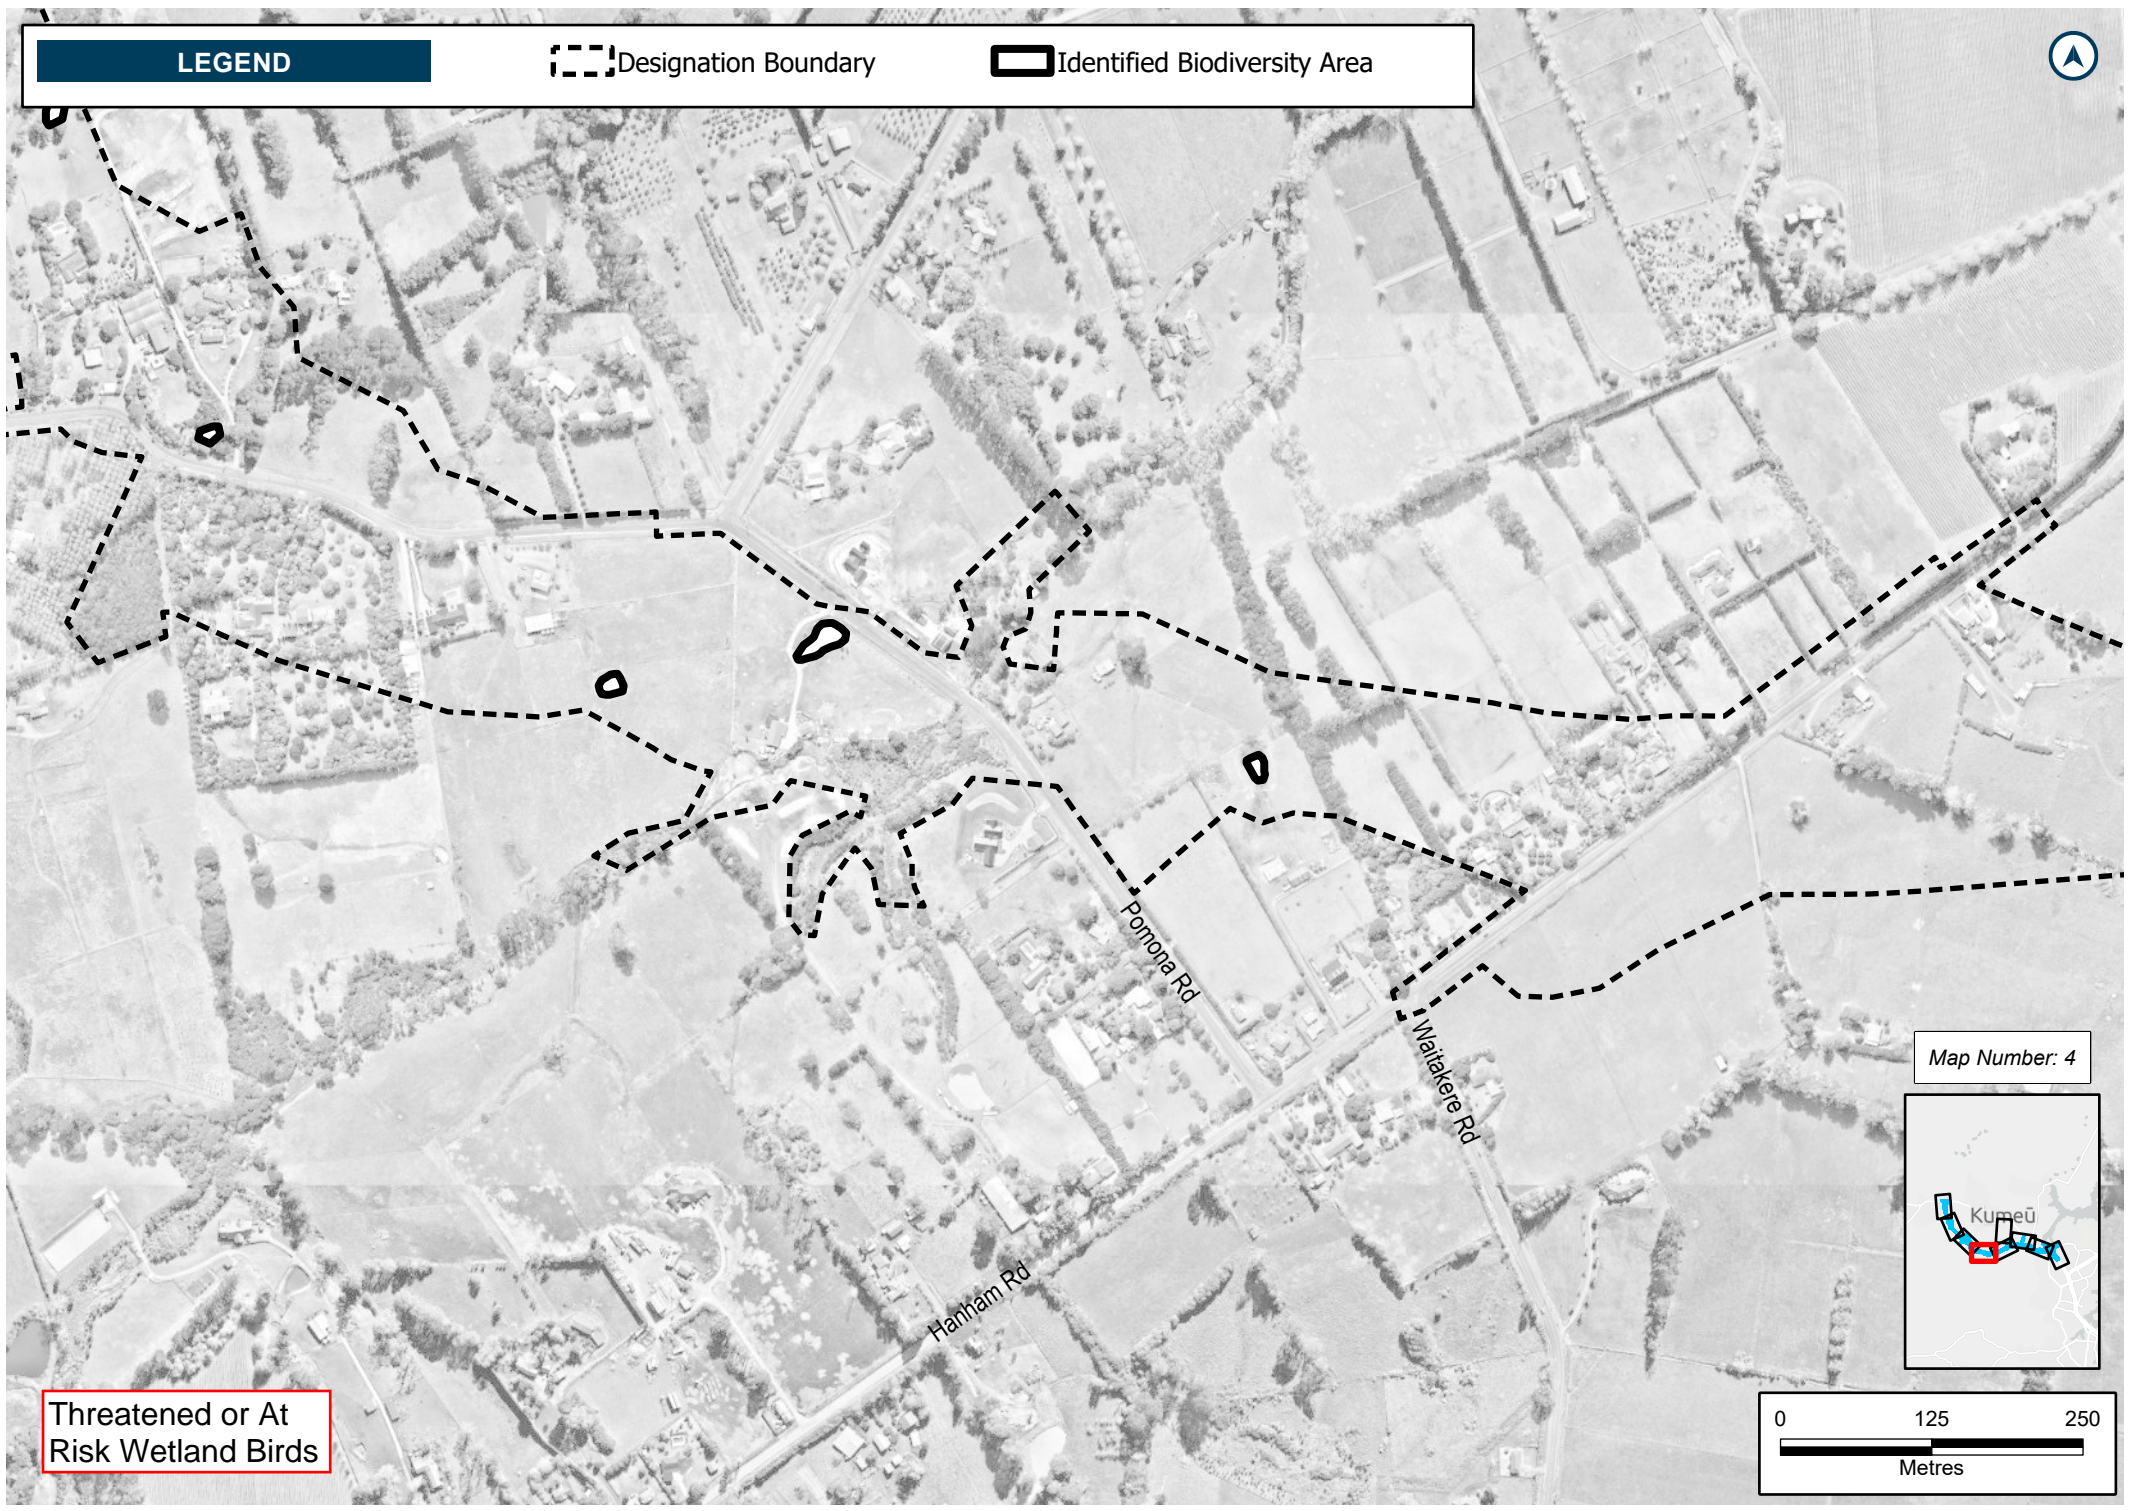 LEGEND
Designation Boundary
Identified Biodiversity Area
Pomona Rd
Waitakere Rd
Hanham Rd
Map Number: 4
Kumeū
Threatened or At
Risk Wetland Birds
0 125 250
Metres